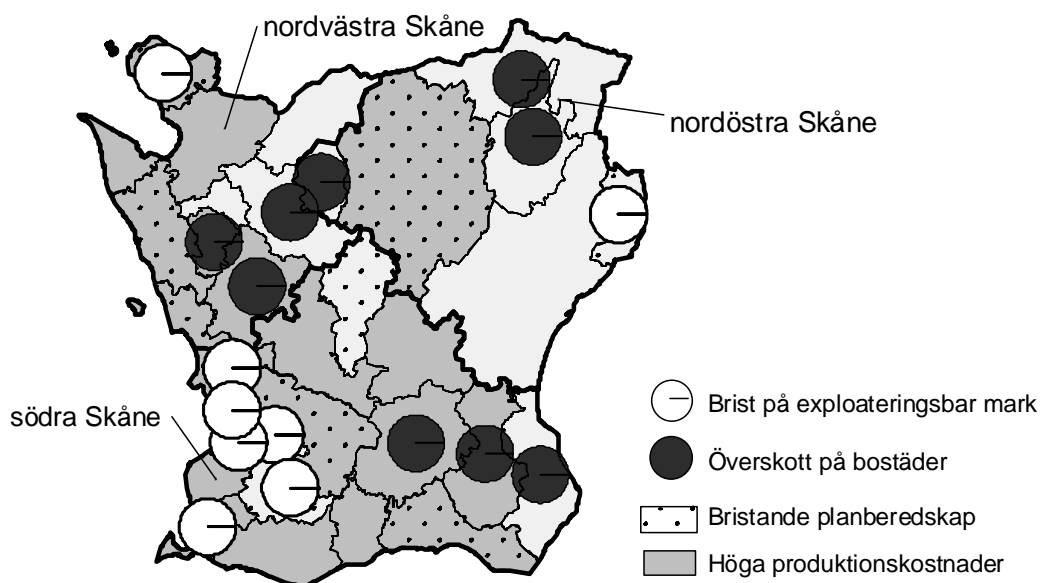 nordvästra Skåne
nordöstra Skåne
södra Skåne
Brist på exploateringsbar mark
Överskott på bostäder
Bristande planberedskap
Höga produktionskostnader